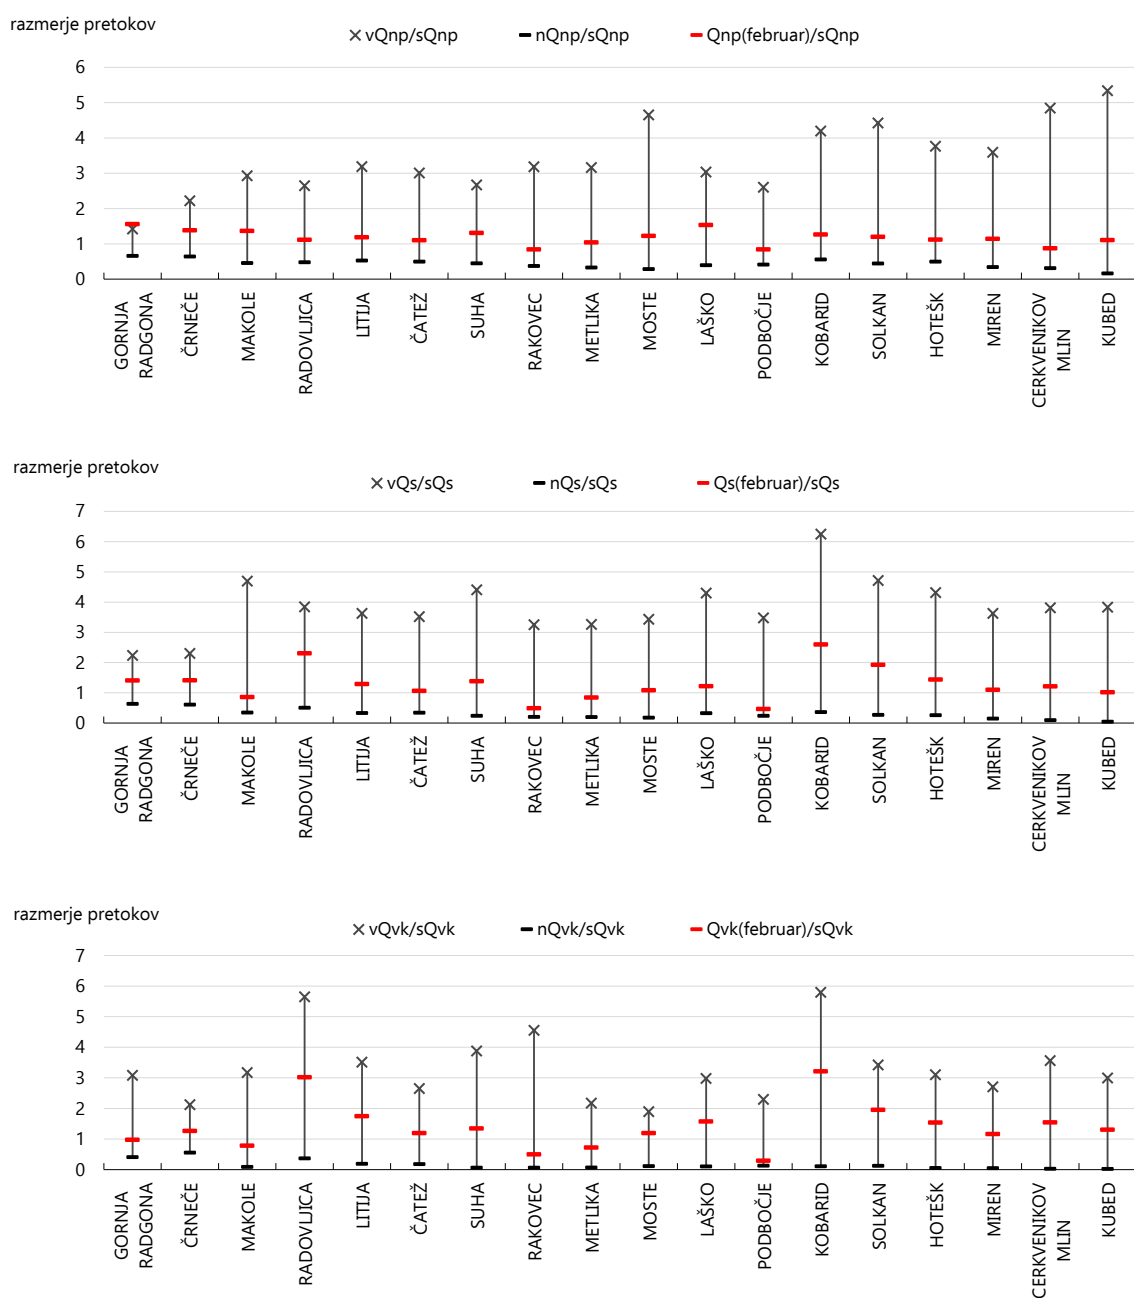 razmerje pretokov
vQnp/sQnp nQnp/sQnp Qnp(februar)/sQnp
6
5
4
3
2
1
0
GORNJA RADGONA
ČRNEČE
MAKOLE
RADOVLJICA
LITIJA
ČATEŽ
SUHA
RAKOVEC
METLIKA
MOSTE
LAŠKO
PODBOČJE
KOBARID
SOLKAN
HOTEŠK
MIREN
CERKVENIKOV MLIN
KUBED
razmerje pretokov
vQs/sQs nQs/sQs Qs(februar)/sQs
7
6
5
4
3
2
1
0
GORNJA RADGONA
ČRNEČE
MAKOLE
RADOVLJICA
LITIJA
ČATEŽ
SUHA
RAKOVEC
METLIKA
MOSTE
LAŠKO
PODBOČJE
KOBARID
SOLKAN
HOTEŠK
MIREN
CERKVENIKOV MLIN
KUBED
razmerje pretokov
vQvk/sQvk nQvk/sQvk Qvk(februar)/sQvk
7
6
5
4
3
2
1
0
GORNJA RADGONA
ČRNEČE
MAKOLE
RADOVLJICA
LITIJA
ČATEŽ
SUHA
RAKOVEC
METLIKA
MOSTE
LAŠKO
PODBOČJE
KOBARID
SOLKAN
HOTEŠK
MIREN
CERKVENIKOV MLIN
KUBED